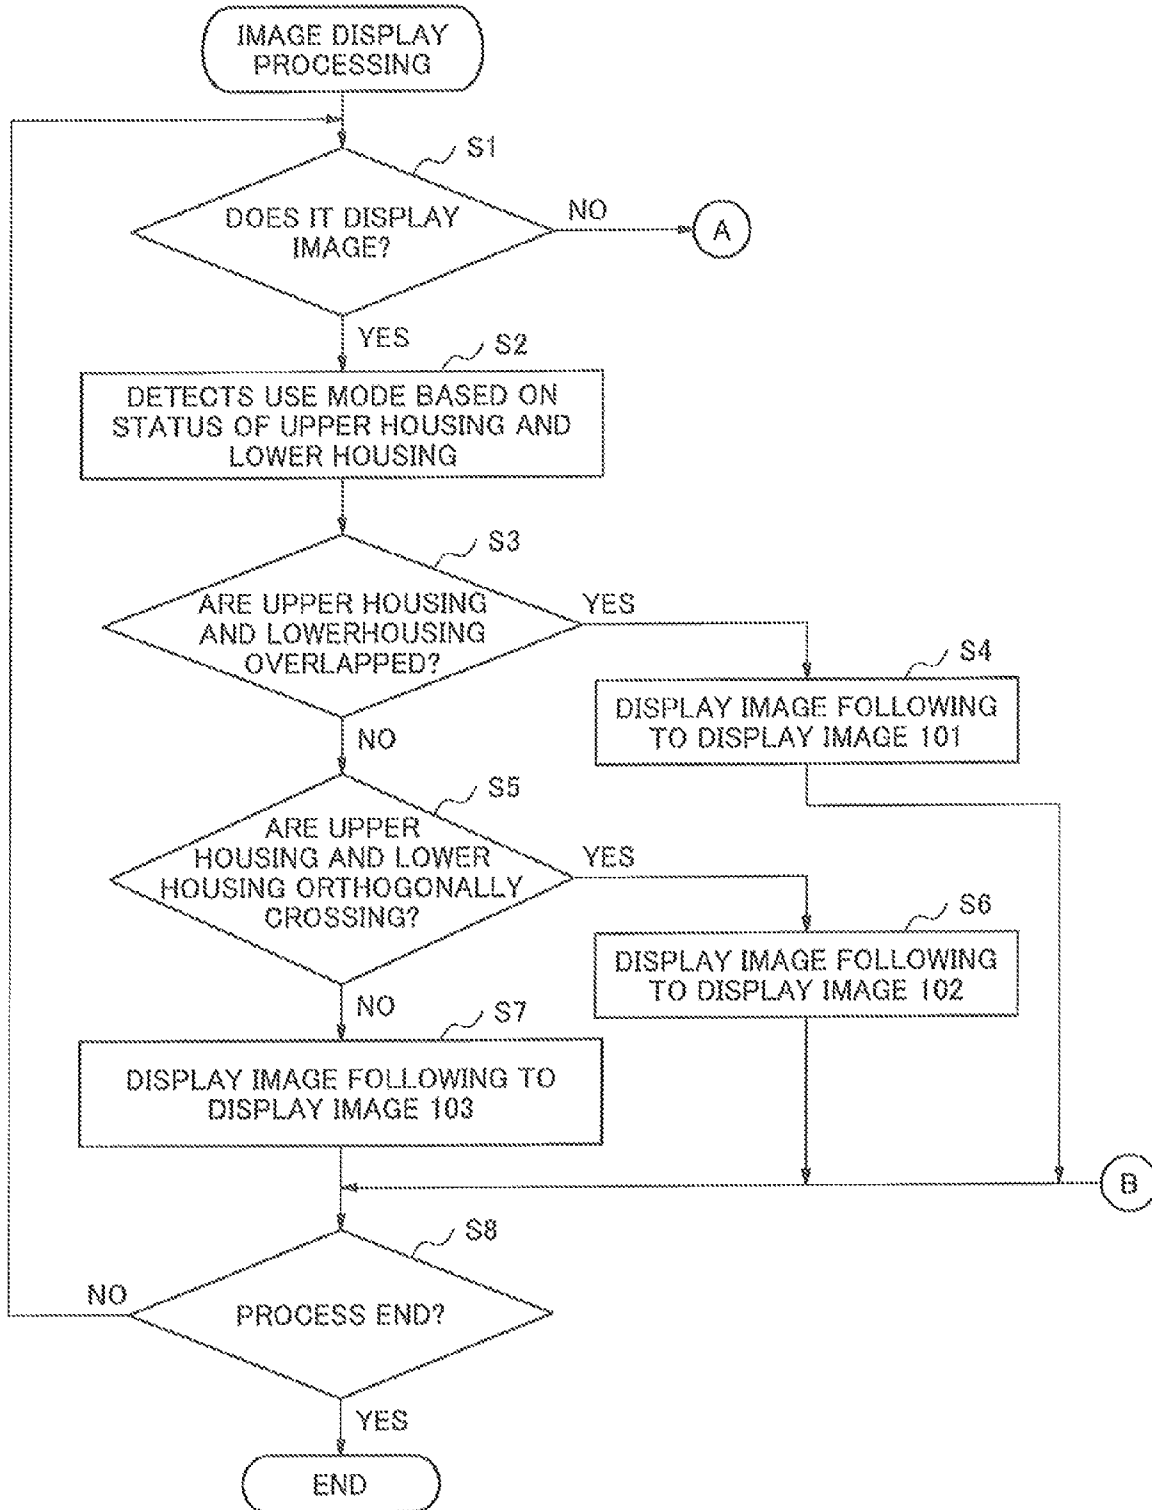 IMAGE DISPLAY
PROCESSING
S1
DOES IT DISPLAY
IMAGE?
NO
A
YES
S2
DETECTS USE MODE BASED ON
STATUS OF UPPER HOUSING AND
LOWER HOUSING
S3
ARE UPPER HOUSING
AND LOWERHOUSING
OVERLAPPED?
YES
S4
DISPLAY IMAGE FOLLOWING
TO DISPLAY IMAGE 101
NO
S5
ARE UPPER
HOUSING AND LOWER
HOUSING ORTHOGONALLY
CROSSING?
YES
S6
DISPLAY IMAGE FOLLOWING
TO DISPLAY IMAGE 102
NO
S7
DISPLAY IMAGE FOLLOWING TO
DISPLAY IMAGE 103
B
S8
NO
PROCESS END?
YES
END